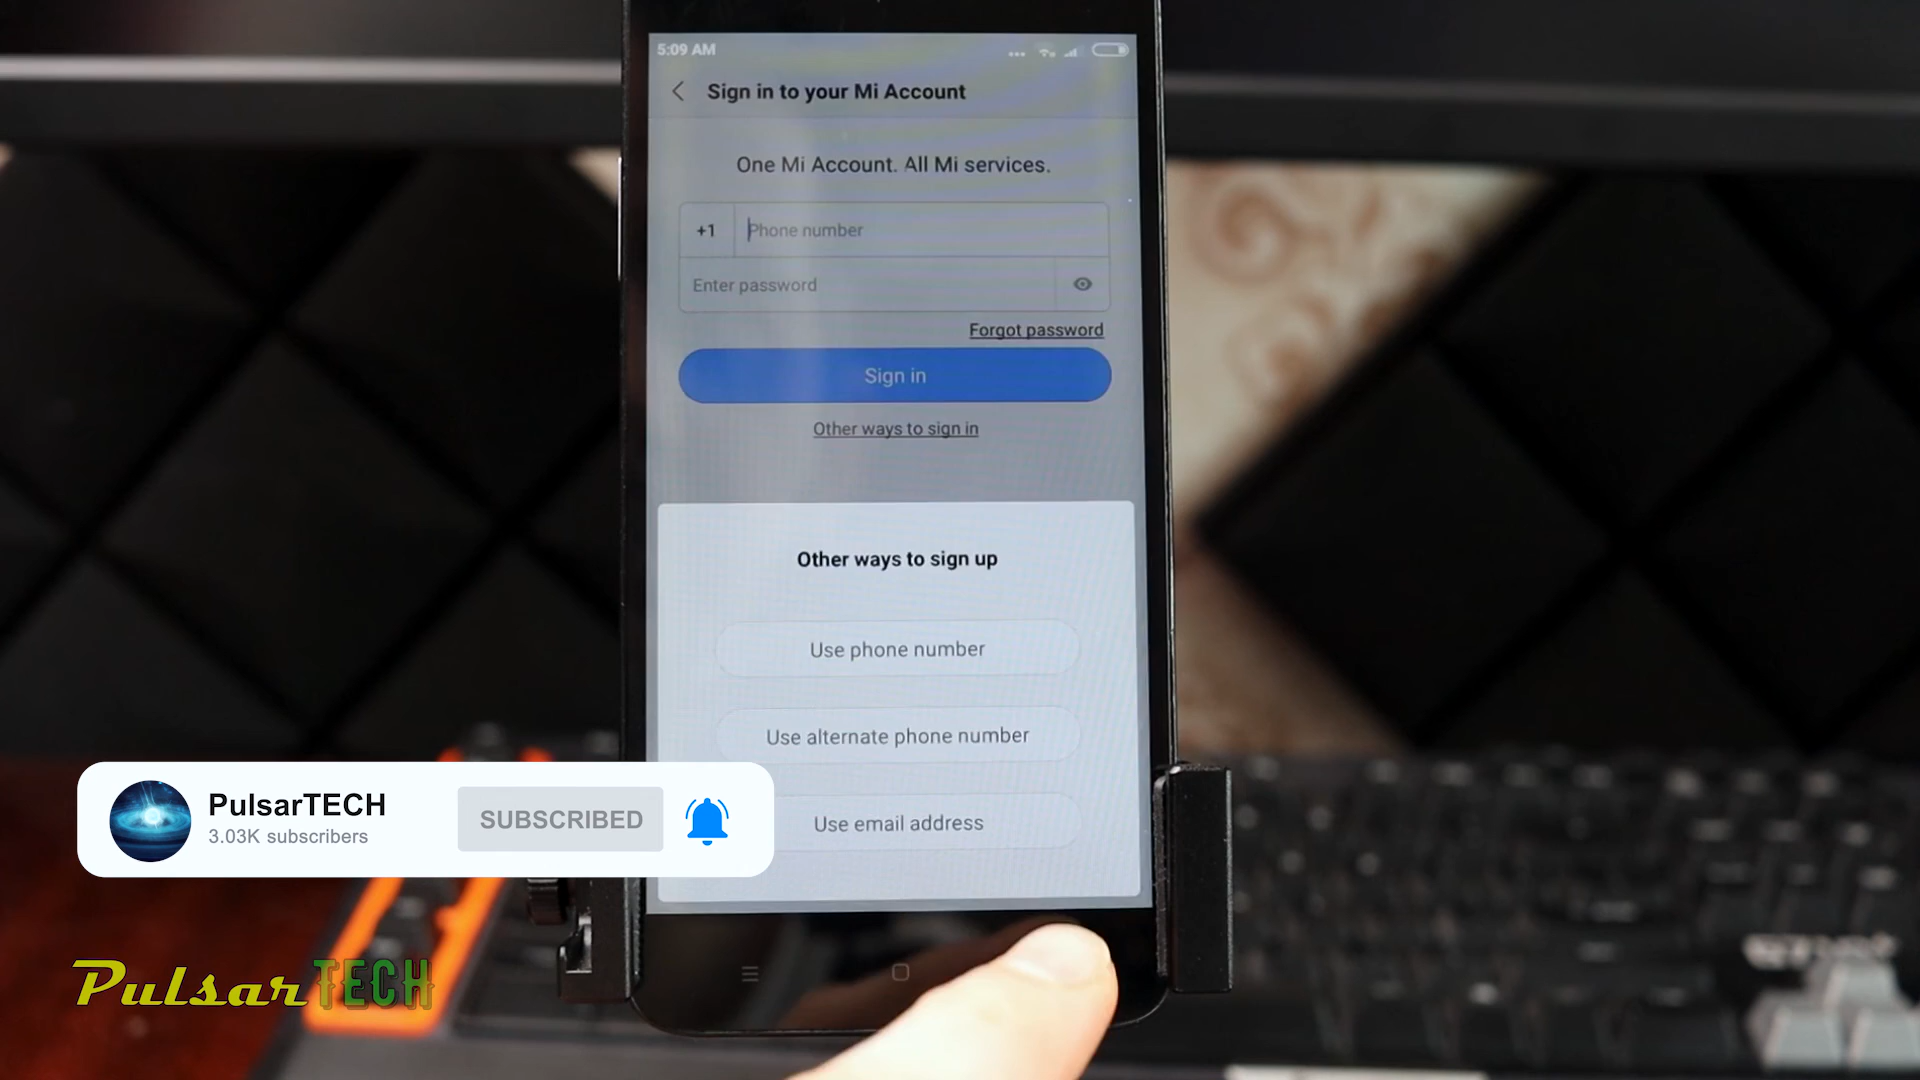 5:09 AM
Sign in to your Mi Account
One Mi Account. All Mi services.
+1 Phone number
Enter password
Forgot password
Sign in
Other ways to sign in
Other ways to sign up
Use phone number
Use alternate phone number
Use email address
PulsarTECH
3.03K subscribers
SUBSCRIBED
PulsarTECH